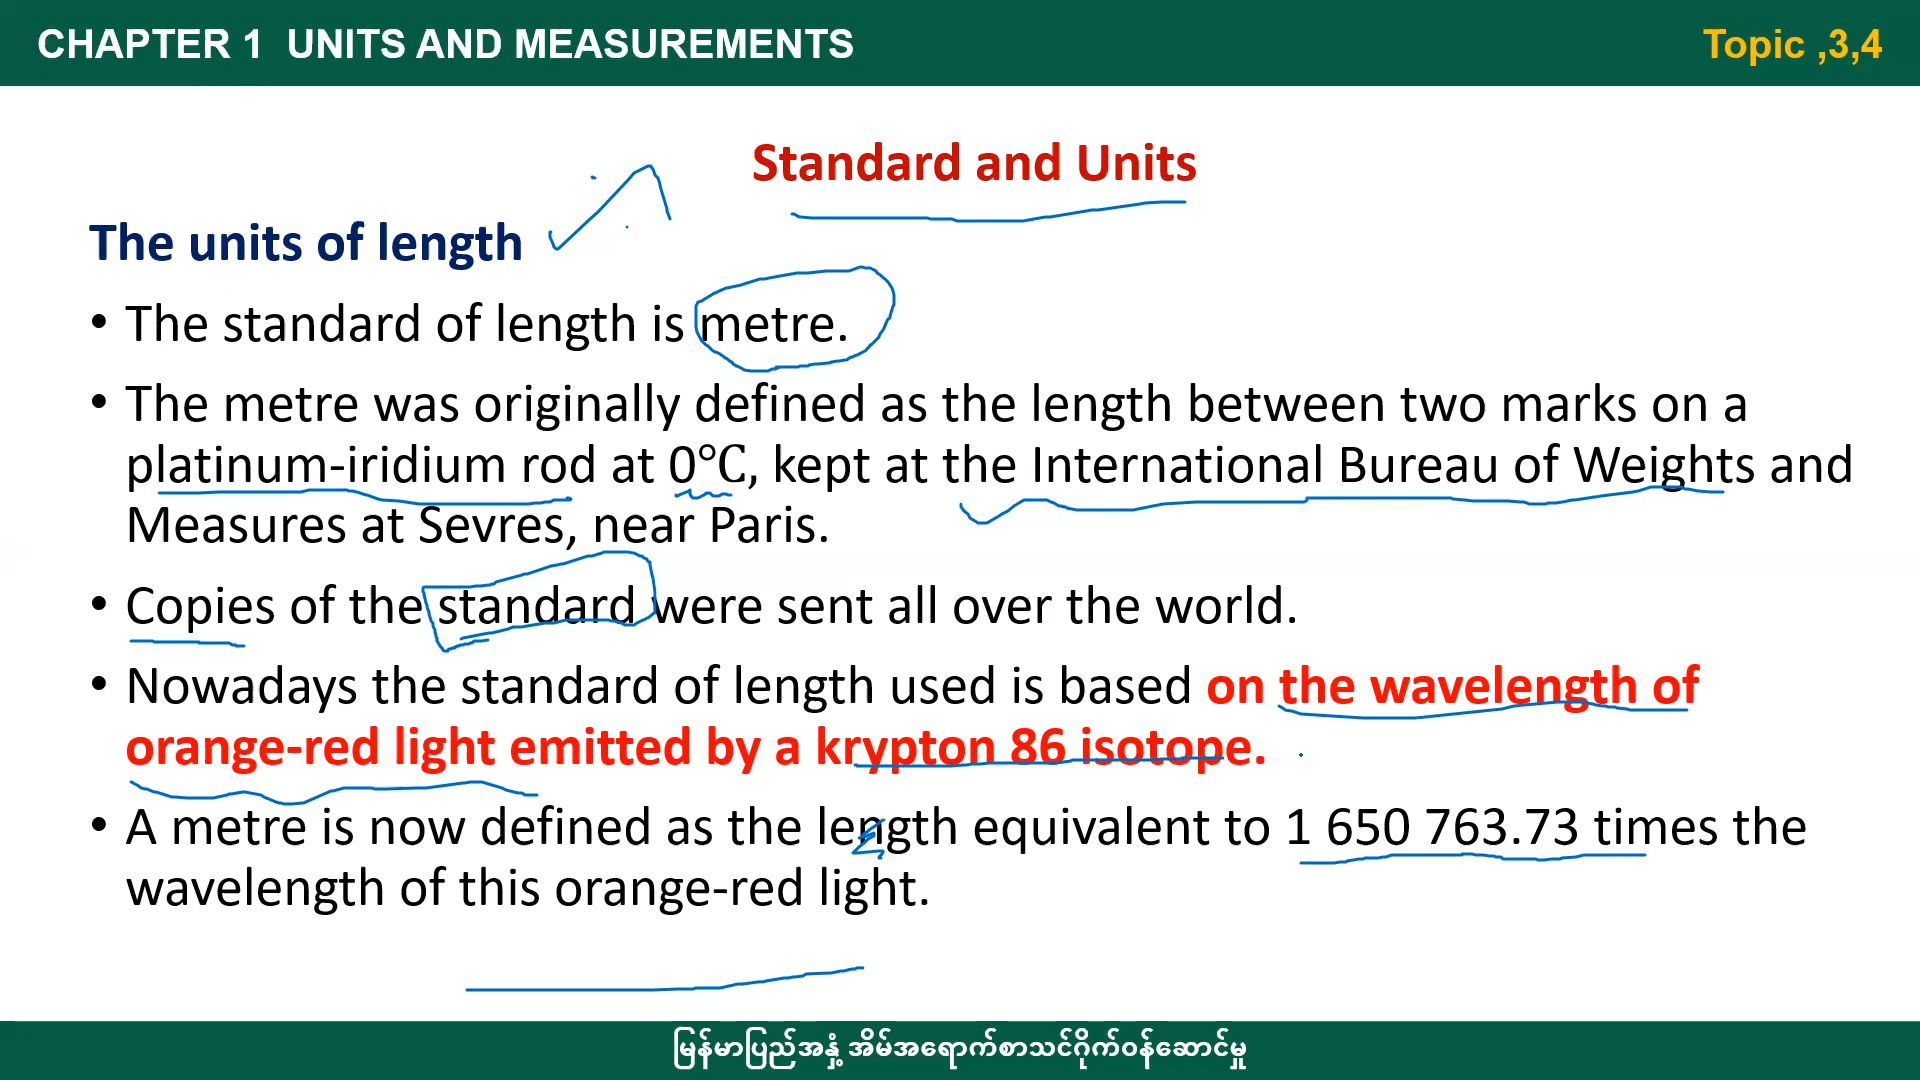 CHAPTER 1 UNITS AND MEASUREMENTS
Topic ,3,4
Standard and Units
The units of length
• The standard of length is metre.
• The metre was originally defined as the length between two marks on a
platinum-iridium rod at 0℃, kept at the International Bureau of Weights and
Measures at Sevres, near Paris.
• Copies of the standard were sent all over the world.
• Nowadays the standard of length used is based on the wavelength of
orange-red light emitted by a krypton 86 isotope.
• A metre is now defined as the length equivalent to 1 650 763.73 times the
wavelength of this orange-red light.
မြန်မာပြည်အနှံ့ အိမ်အရောက်စာသင်ဂိုက်ဝန်ဆောင်မှု